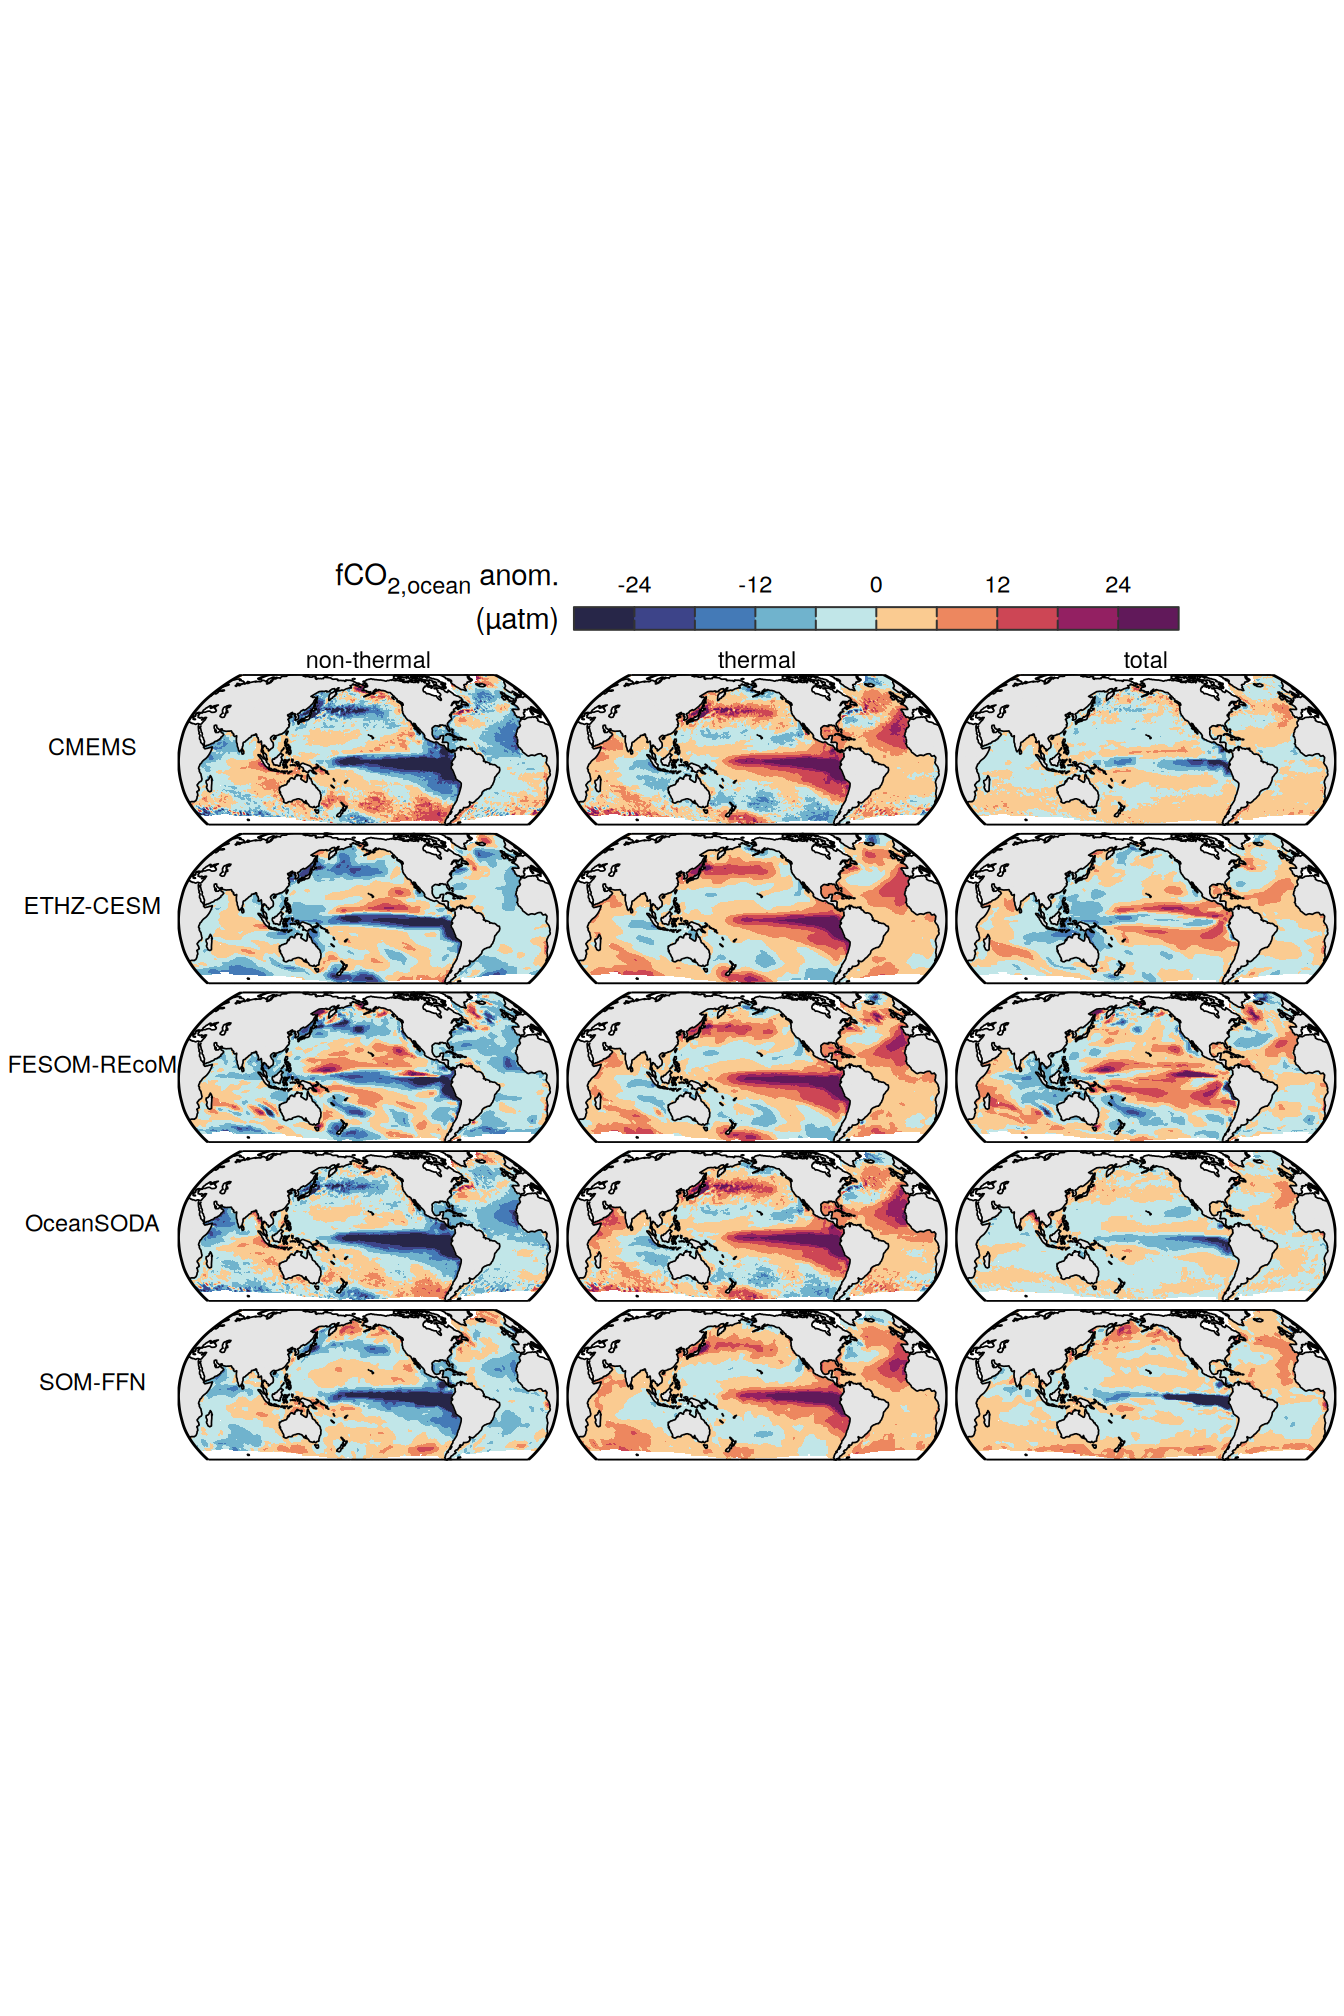 fCO2,ocean anom.
(µatm)
-24 -12 0 12 24
non-thermal thermal total
CMEMS
ETHZ-CESM
FESOM-REcoM
OceanSODA
SOM-FFN